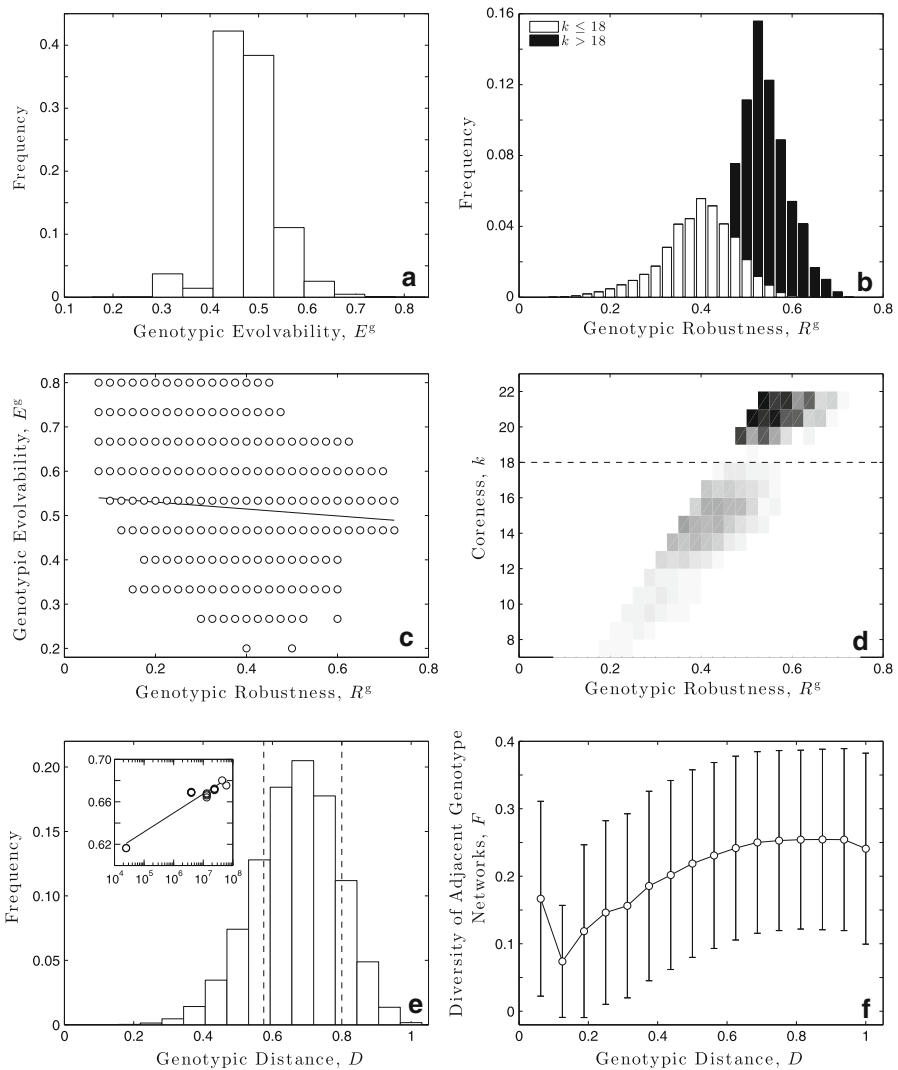 0.4
0.3
0.2
0.1
0
Frequency
0.1 0.2 0.3 0.4 0.5 0.6 0.7 0.8
Genotypic Evolvability, E^g
a
0.16
0.12
0.08
0.04
0
Frequency
k ≤ 18
k > 18
0 0.2 0.4 0.6 0.8
Genotypic Robustness, R^g
b
0.8
0.7
0.6
0.5
0.4
0.3
0.2
Genotypic Evolvability, E^g
0 0.2 0.4 0.6 0.8
Genotypic Robustness, R^g
c
22
20
18
16
14
12
10
8
Coreness, k
0 0.2 0.4 0.6 0.8
Genotypic Robustness, R^g
d
0.20
0.15
0.10
0.05
0
Frequency
0.70
0.66
0.62
10^4 10^5 10^6 10^7 10^8
0 0.2 0.4 0.6 0.8 1
Genotypic Distance, D
e
0.4
0.3
0.2
0.1
0
Diversity of Adjacent Genotype
Networks, F
0 0.2 0.4 0.6 0.8 1
Genotypic Distance, D
f